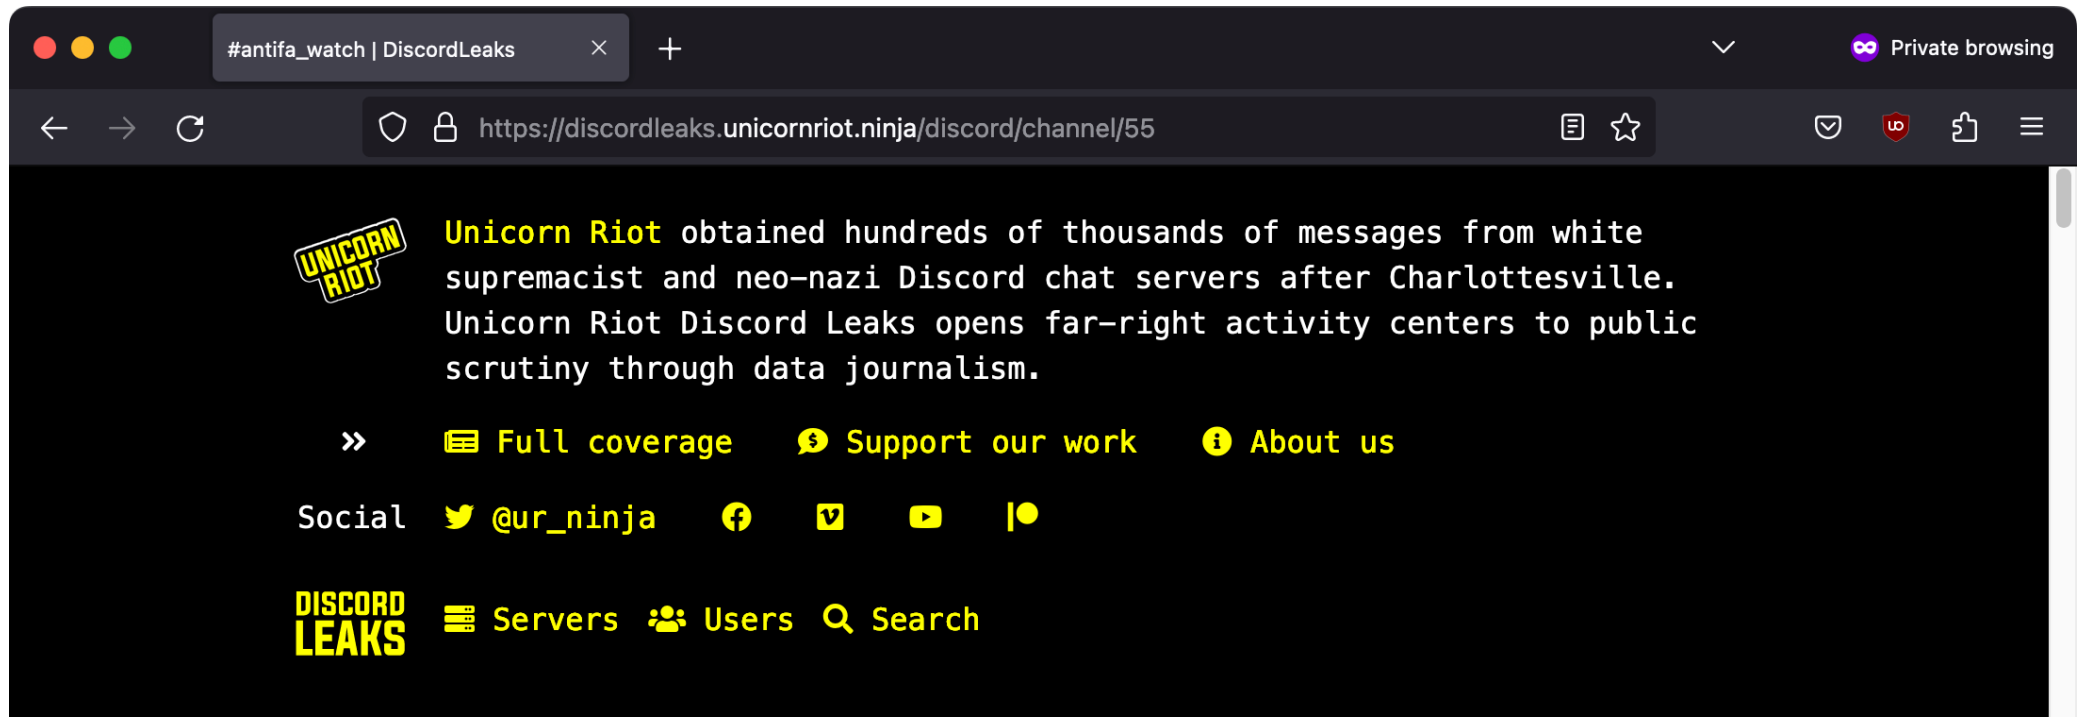 #antifa_watch | DiscordLeaks
Private browsing
https://discordleaks.unicornriot.ninja/discord/channel/55
UNICORN
RIOT
Unicorn Riot obtained hundreds of thousands of messages from white
supremacist and neo-nazi Discord chat servers after Charlottesville.
Unicorn Riot Discord Leaks opens far-right activity centers to public
scrutiny through data journalism.
» Full coverage Support our work About us
Social @ur_ninja
DISCORD
LEAKS
Servers Users Search